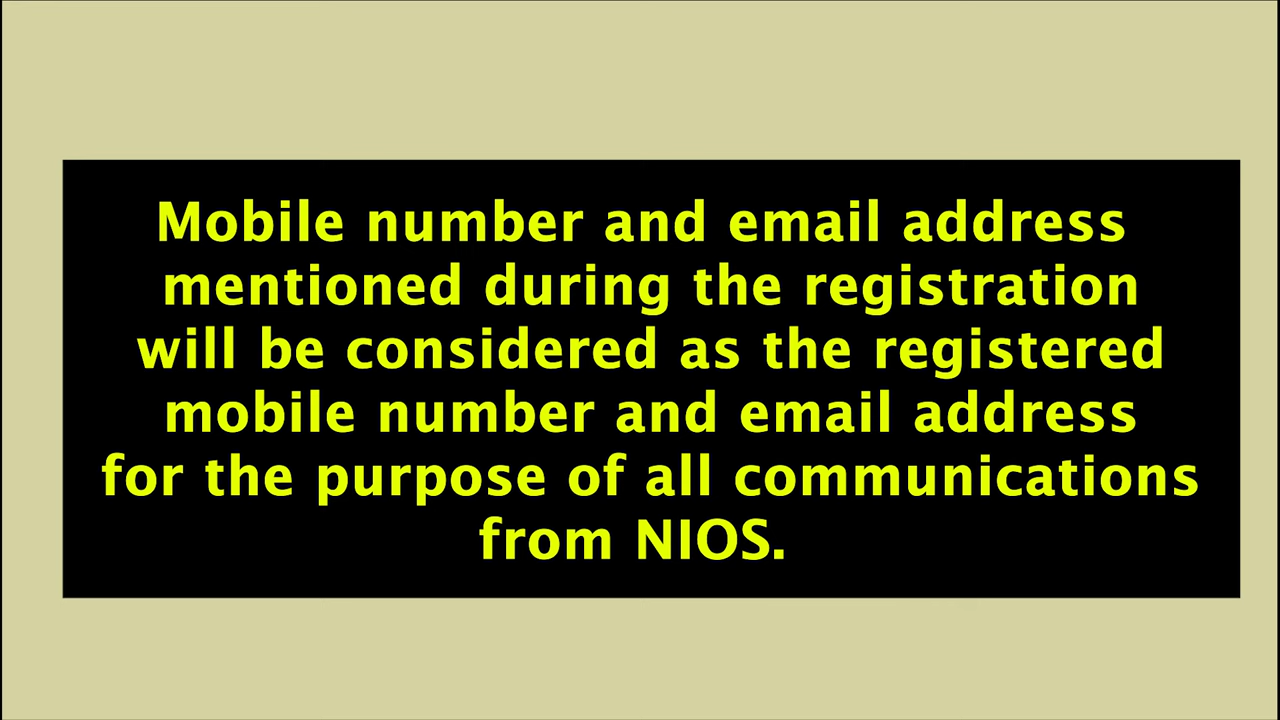 Mobile number and email address
mentioned during the registration
will be considered as the registered
mobile number and email address
for the purpose of all communications
from NIOS.